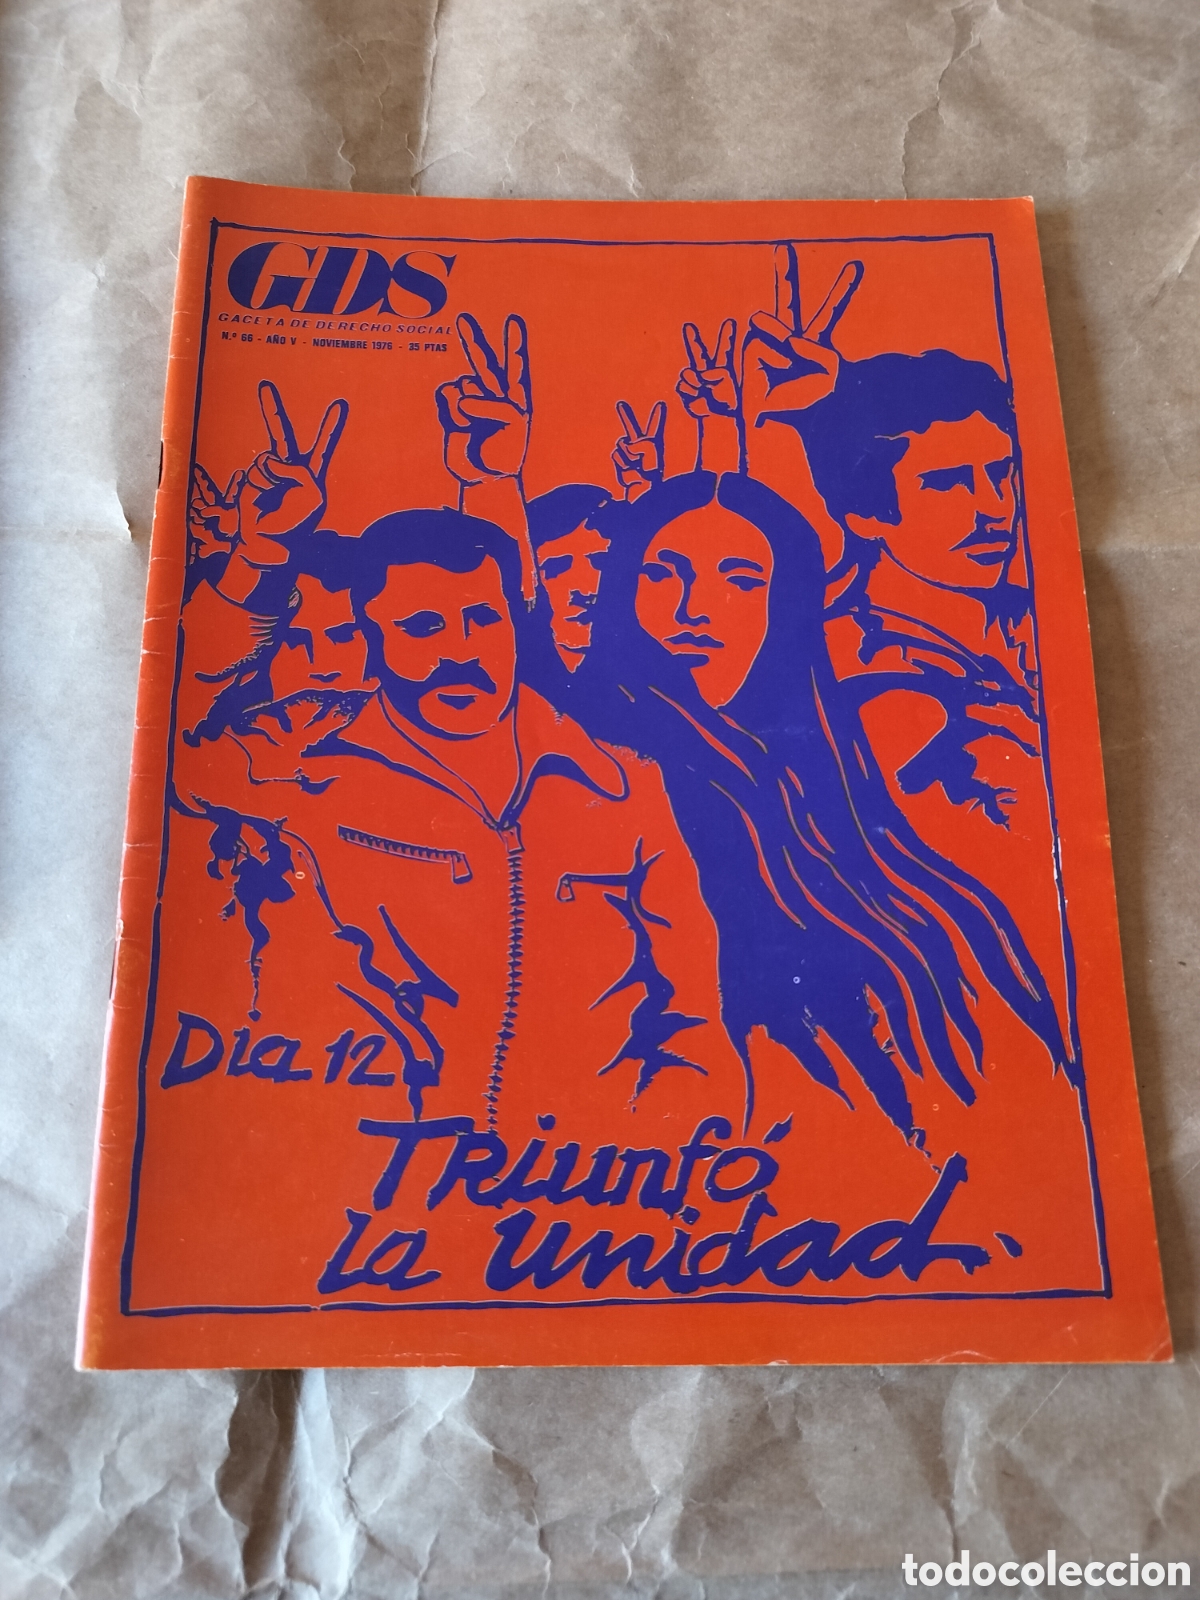 GDS
GACETA DE DERECHO SOCIAL
N.º 66 - AÑO V - NOVIEMBRE 1976 - 35 PTAS
Dia 12
Triunfó
la unidad.
todocoleccion